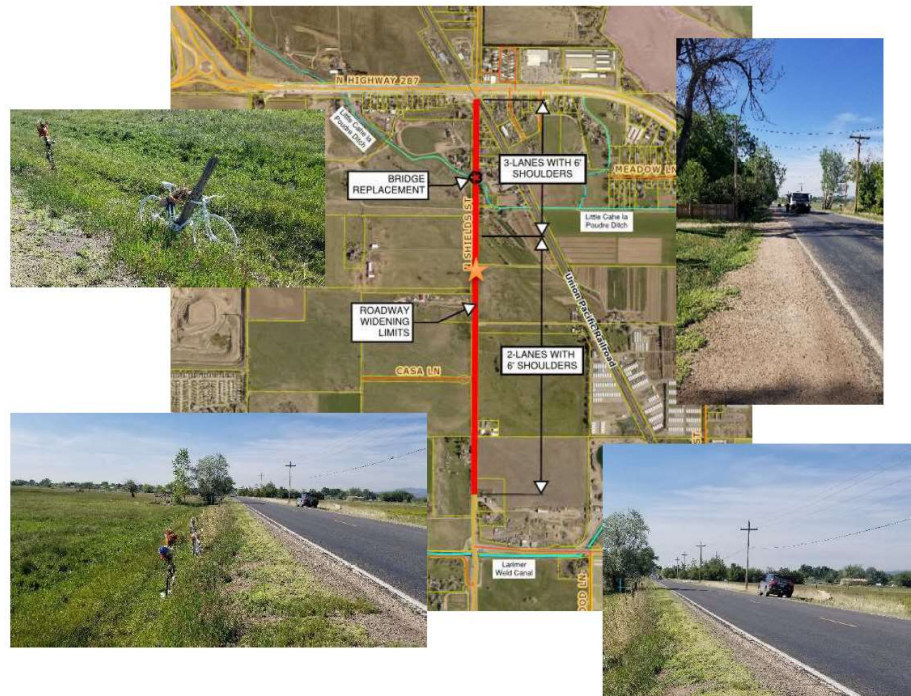 N HIGHWAY 287
Little Cache la
Poudre Ditch
3-LANES WITH 6'
SHOULDERS
MEADOW LN
BRIDGE
REPLACEMENT
N SHIELDS ST
Little Cache la
Poudre Ditch
ROADWAY
WIDENING
LIMITS
Union Pacific Railroad
2-LANES WITH
6' SHOULDERS
CASA LN
Larimer
Weld Canal
OOD LN